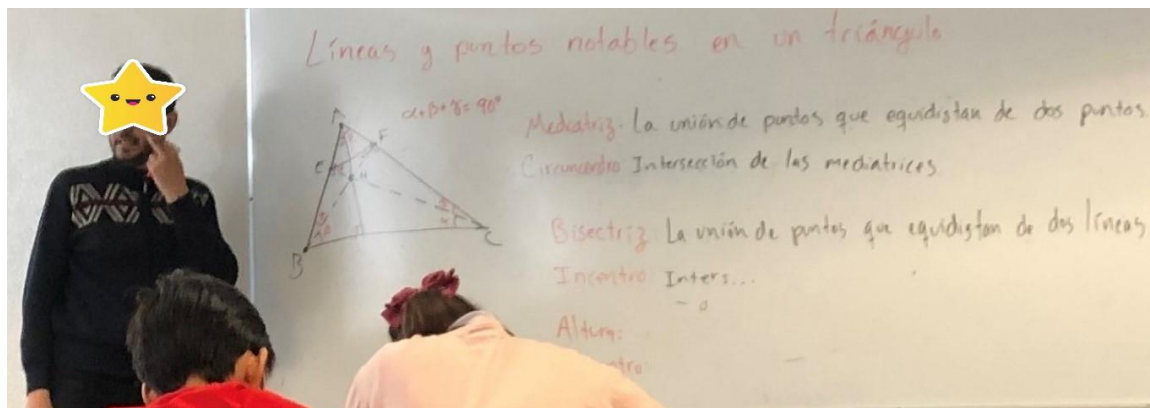 Líneas y puntos notables en un triángulo
α+β+γ=90°
A
F
E
H
B
C
Mediatriz. La unión de puntos que equidistan de dos puntos.
Circuncentro Intersección de las mediatrices
Bisectriz La unión de puntos que equidistan de dos líneas
Incentro Inters...
Altura:
ntro